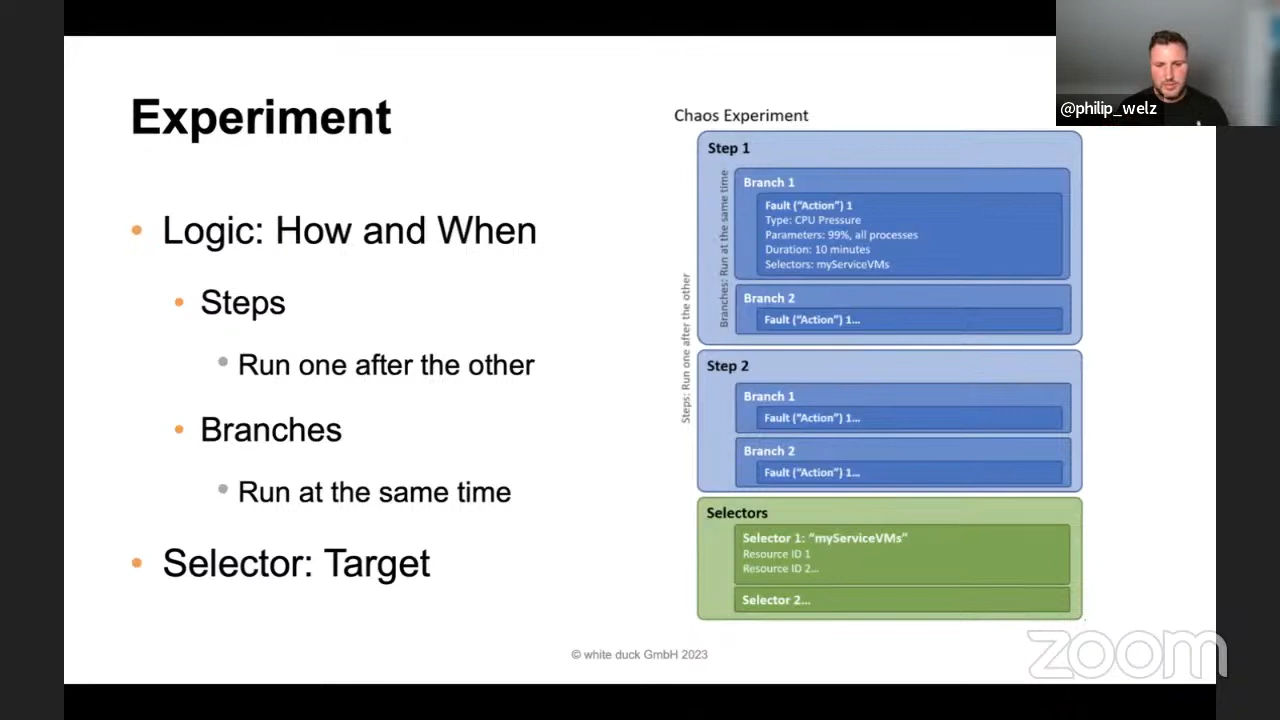 Experiment
• Logic: How and When
• Steps
• Run one after the other
• Branches
• Run at the same time
• Selector: Target
Chaos Experiment
Steps: Run one after the other
Step 1
Branches: Run at the same time
Branch 1
Fault ("Action") 1
Type: CPU Pressure
Parameters: 99%, all processes
Duration: 10 minutes
Selectors: myServiceVMs
Branch 2
Fault ("Action") 1...
Step 2
Branch 1
Fault ("Action") 1...
Branch 2
Fault ("Action") 1...
Selectors
Selector 1: "myServiceVMs"
Resource ID 1
Resource ID 2...
Selector 2...
© white duck GmbH 2023
@philip_welz
zoom